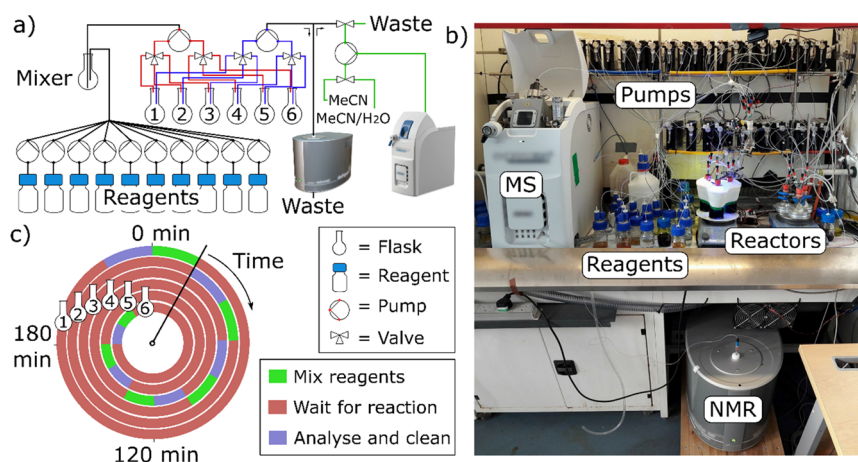 a)
Waste
Mixer
1 2 3 4 5 6
MeCN
MeCN/H₂O
Reagents
Waste
b)
Pumps
MS
Reactors
Reagents
NMR
c)
0 min
Time
1 2 3 4 5 6
180
min
120 min
= Flask
= Reagent
= Pump
= Valve
Mix reagents
Wait for reaction
Analyse and clean